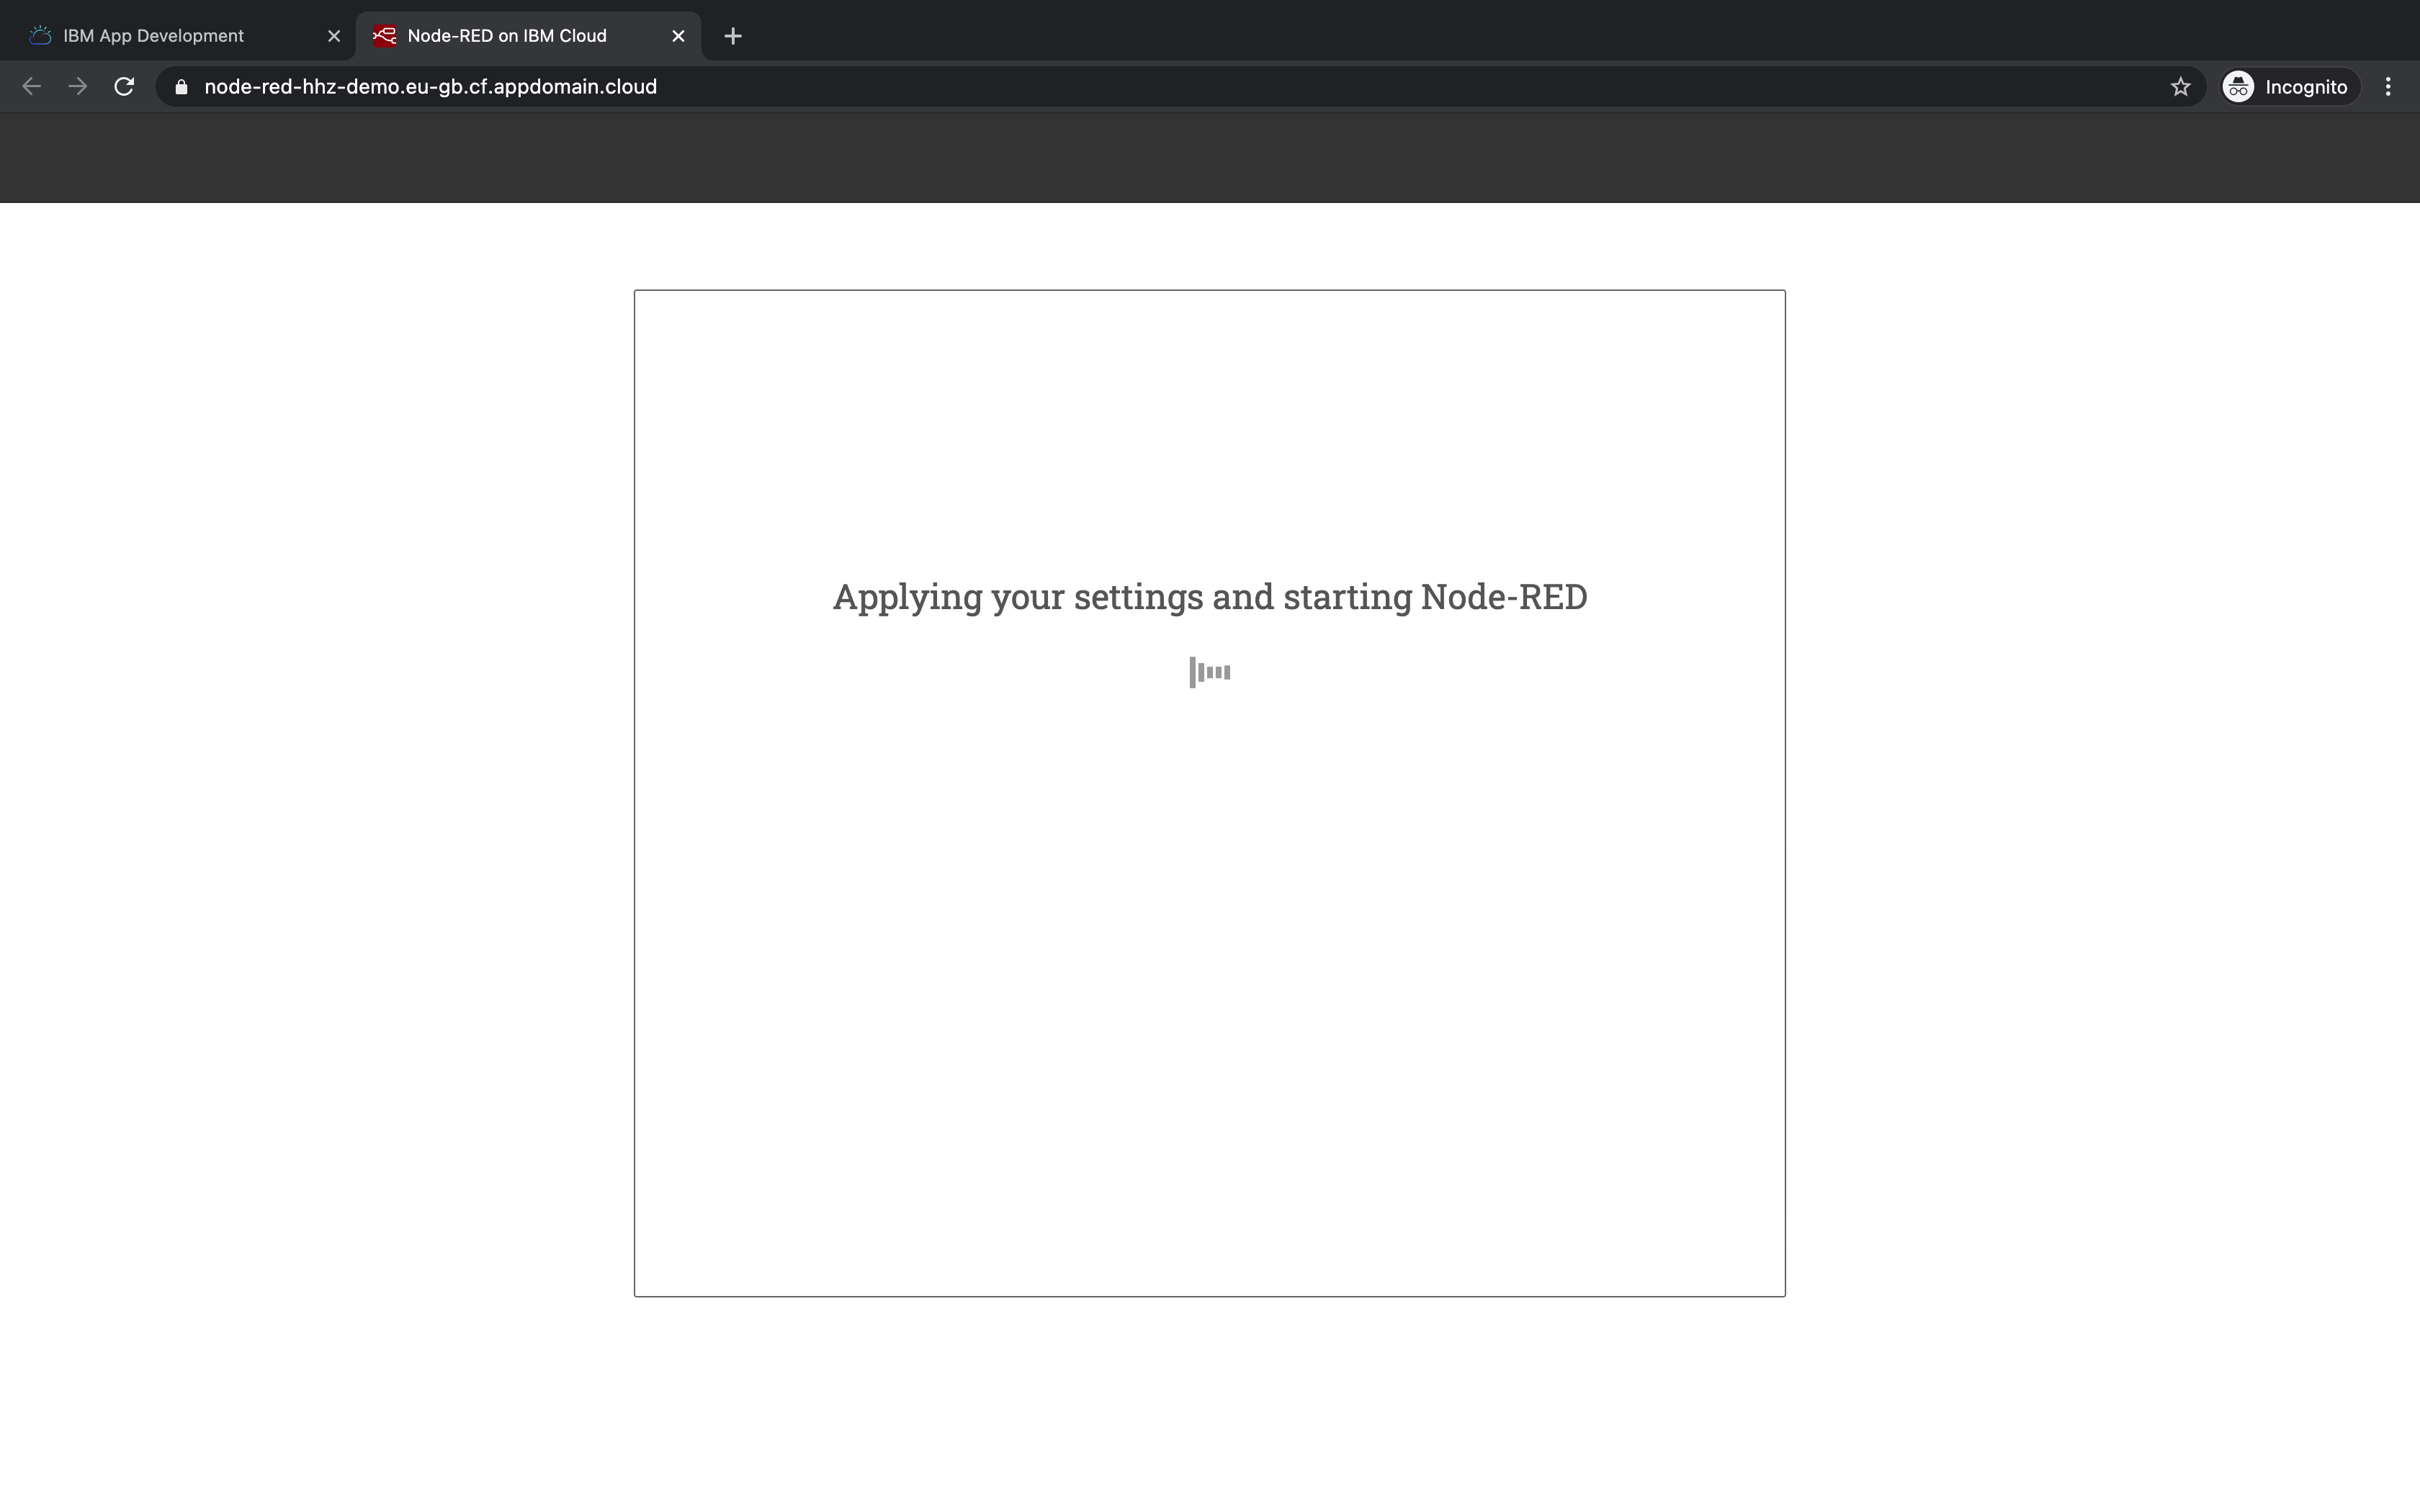 IBM App Development
Node-RED on IBM Cloud
node-red-hhz-demo.eu-gb.cf.appdomain.cloud
Incognito
Applying your settings and starting Node-RED